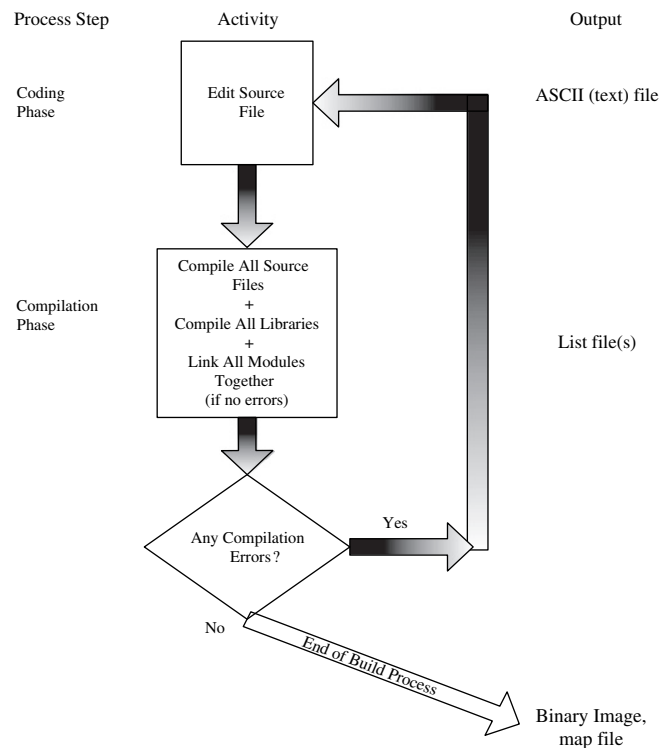 Process Step
Activity
Output
Coding
Phase
Edit Source
File
ASCII (text) file
Compilation
Phase
Compile All Source
Files
+
Compile All Libraries
+
Link All Modules
Together
(if no errors)
List file(s)
Any Compilation
Errors?
Yes
No
End of Build Process
Binary Image,
map file